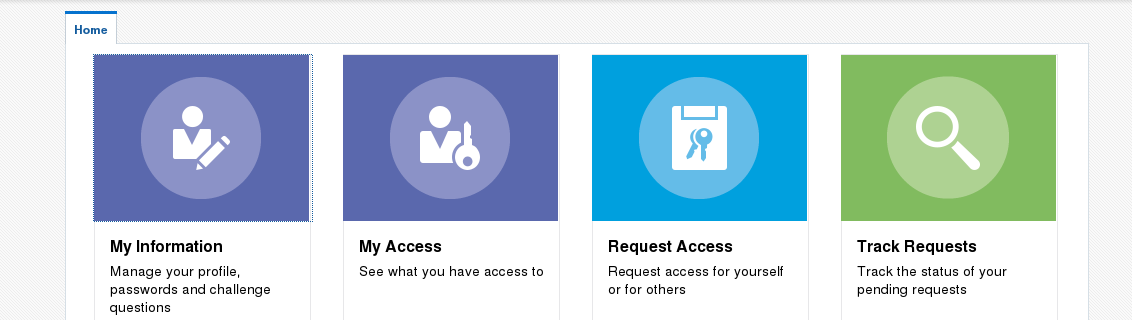 Home
My Information
Manage your profile,
passwords and challenge
questions
My Access
See what you have access to
Request Access
Request access for yourself
or for others
Track Requests
Track the status of your
pending requests